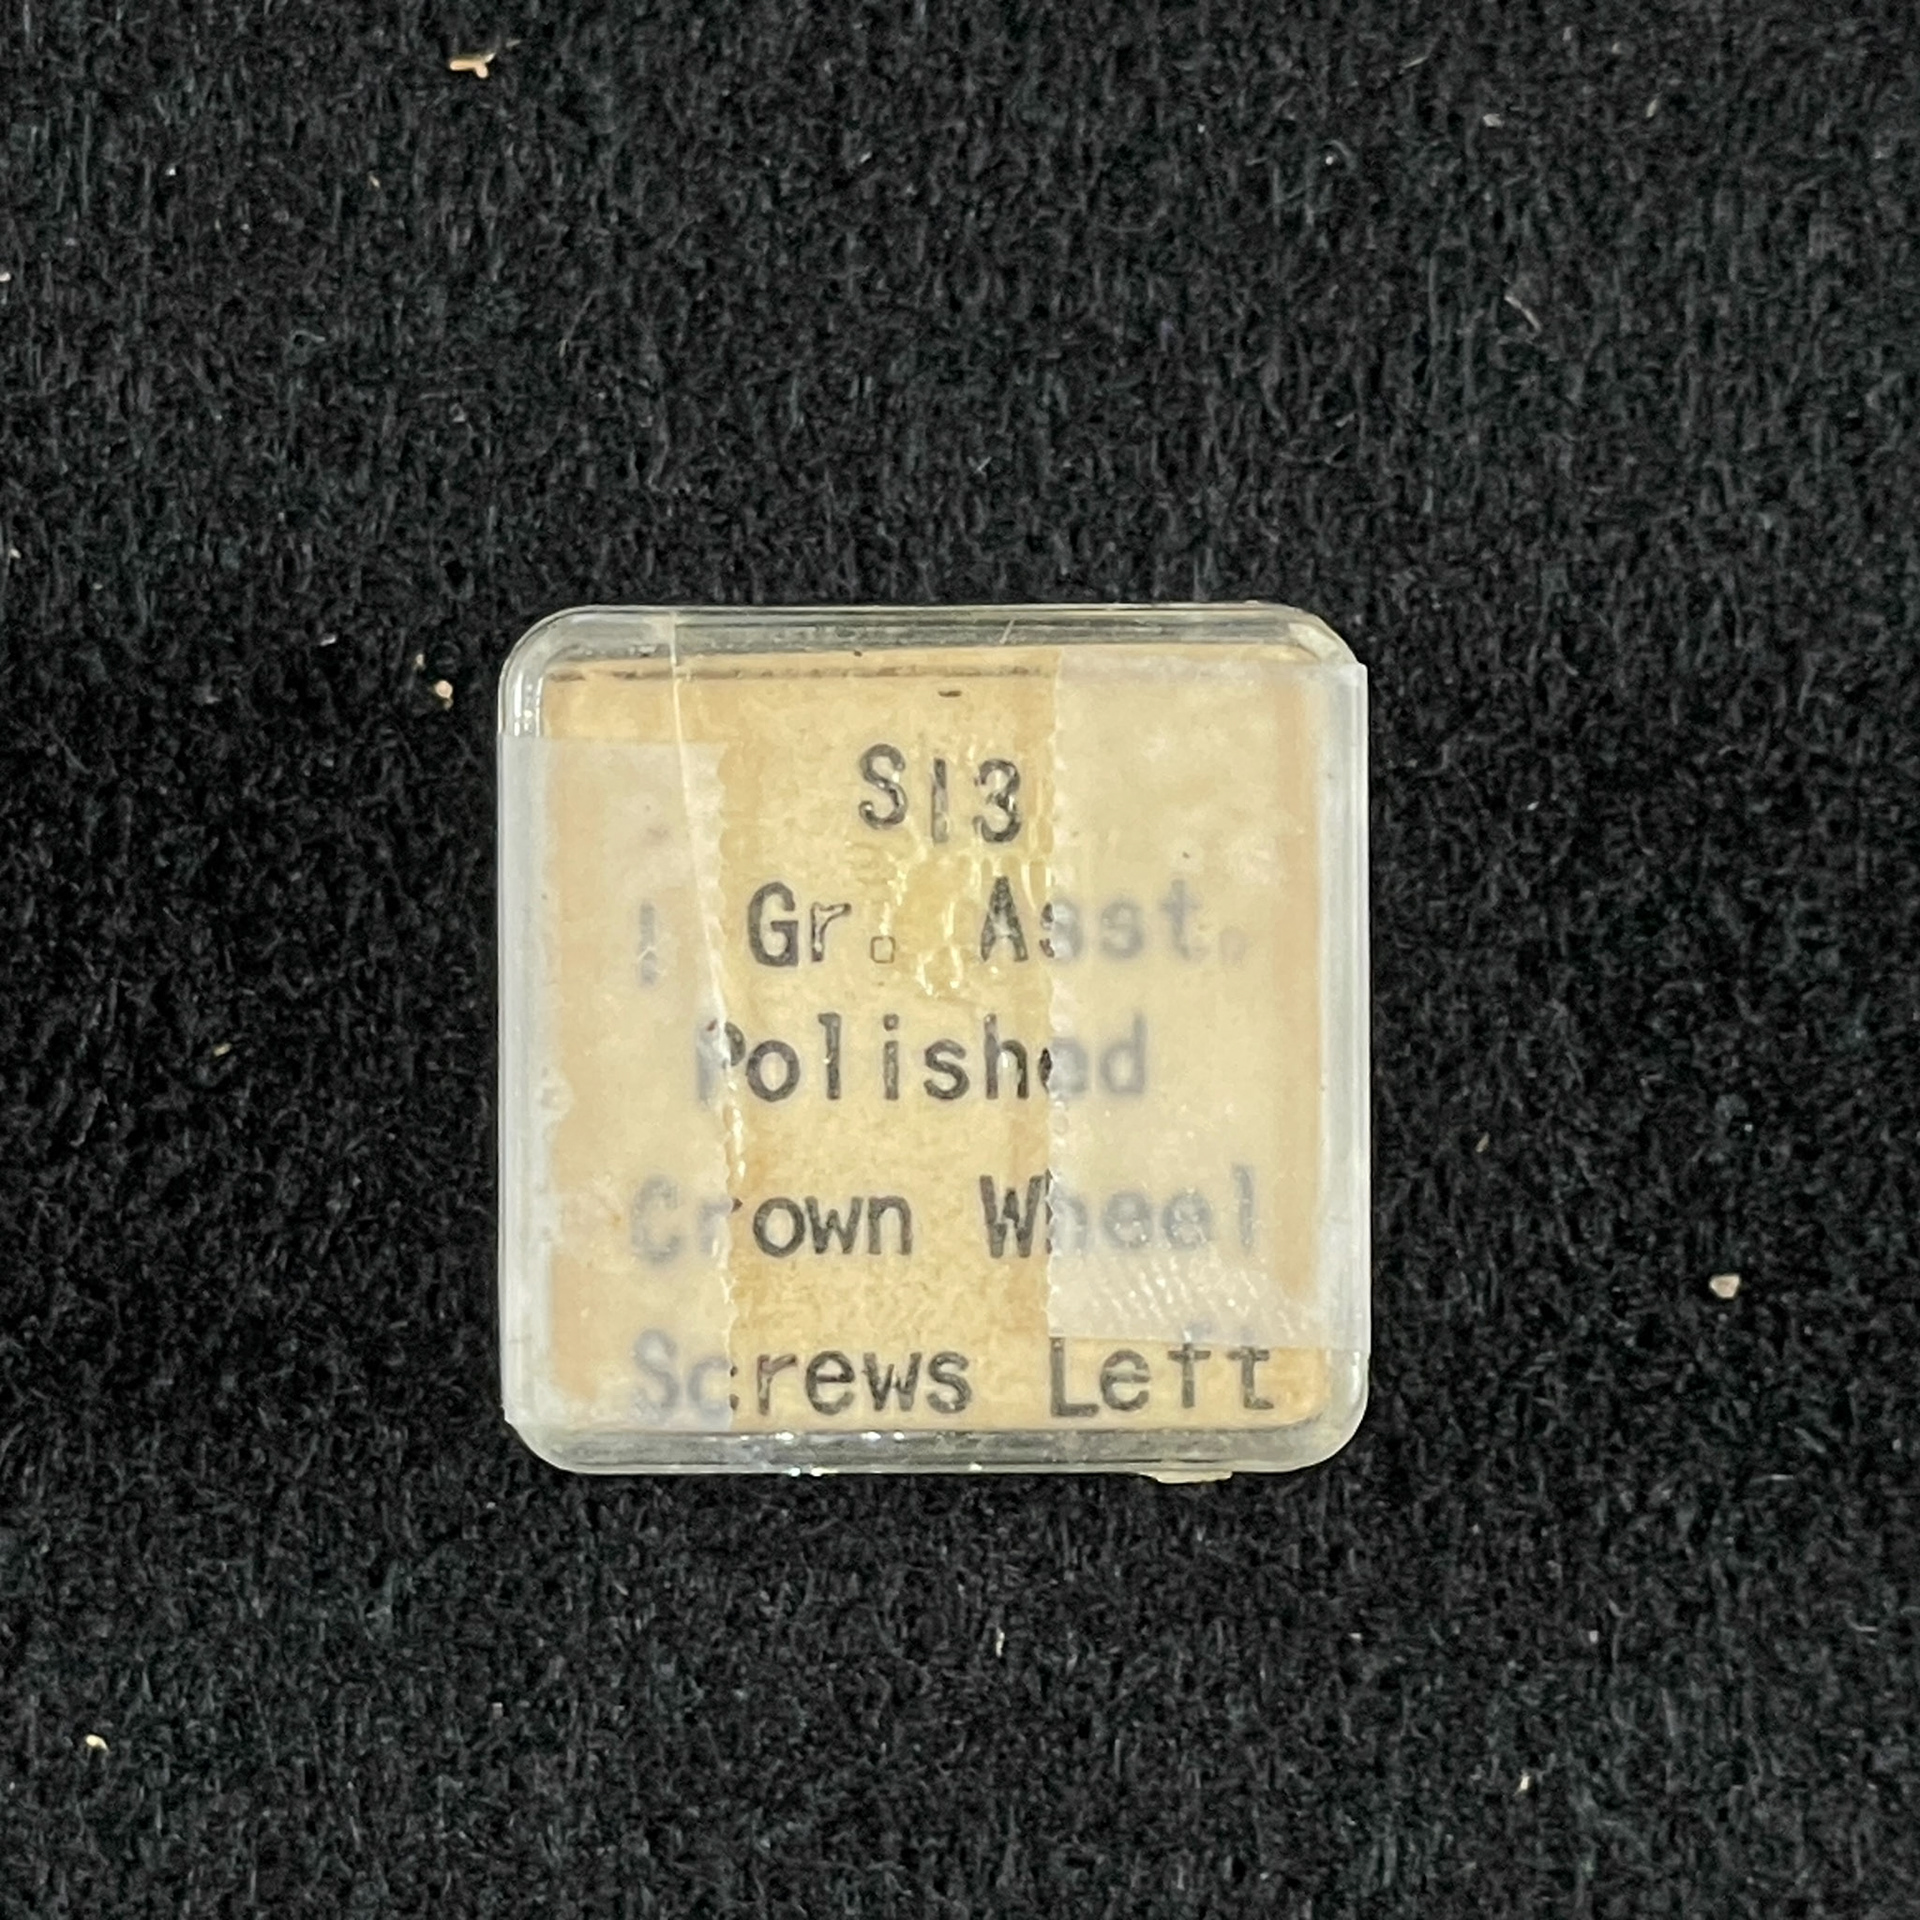 S13
1 Gr. Asst.
Polished
Crown Wheel
Screws Left